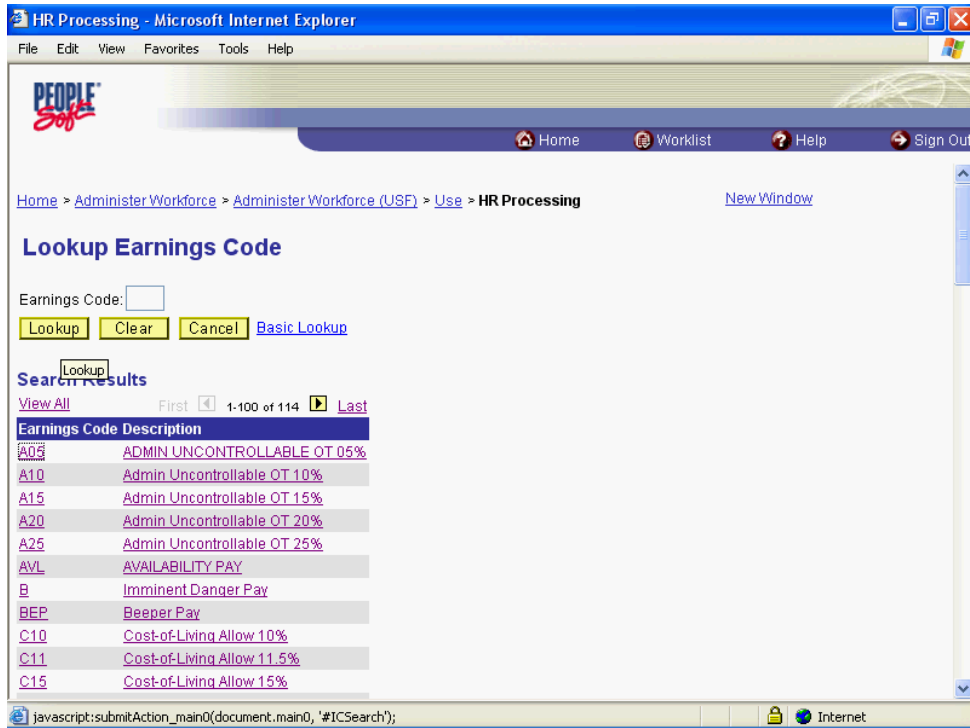 HR Processing - Microsoft Internet Explorer
File Edit View Favorites Tools Help
PEOPLE
Soft
Home Worklist Help Sign Out
Home > Administer Workforce > Administer Workforce (USF) > Use > HR Processing New Window
Lookup Earnings Code
Earnings Code:
Lookup Clear Cancel Basic Lookup
Lookup
Search Results
View All First 1-100 of 114 Last
Earnings Code Description
A05 ADMIN UNCONTROLLABLE OT 05%
A10 Admin Uncontrollable OT 10%
A15 Admin Uncontrollable OT 15%
A20 Admin Uncontrollable OT 20%
A25 Admin Uncontrollable OT 25%
AVL AVAILABILITY PAY
B Imminent Danger Pay
BEP Beeper Pay
C10 Cost-of-Living Allow 10%
C11 Cost-of-Living Allow 11.5%
C15 Cost-of-Living Allow 15%
javascript:submitAction_main0(document.main0, '#ICSearch'); Internet